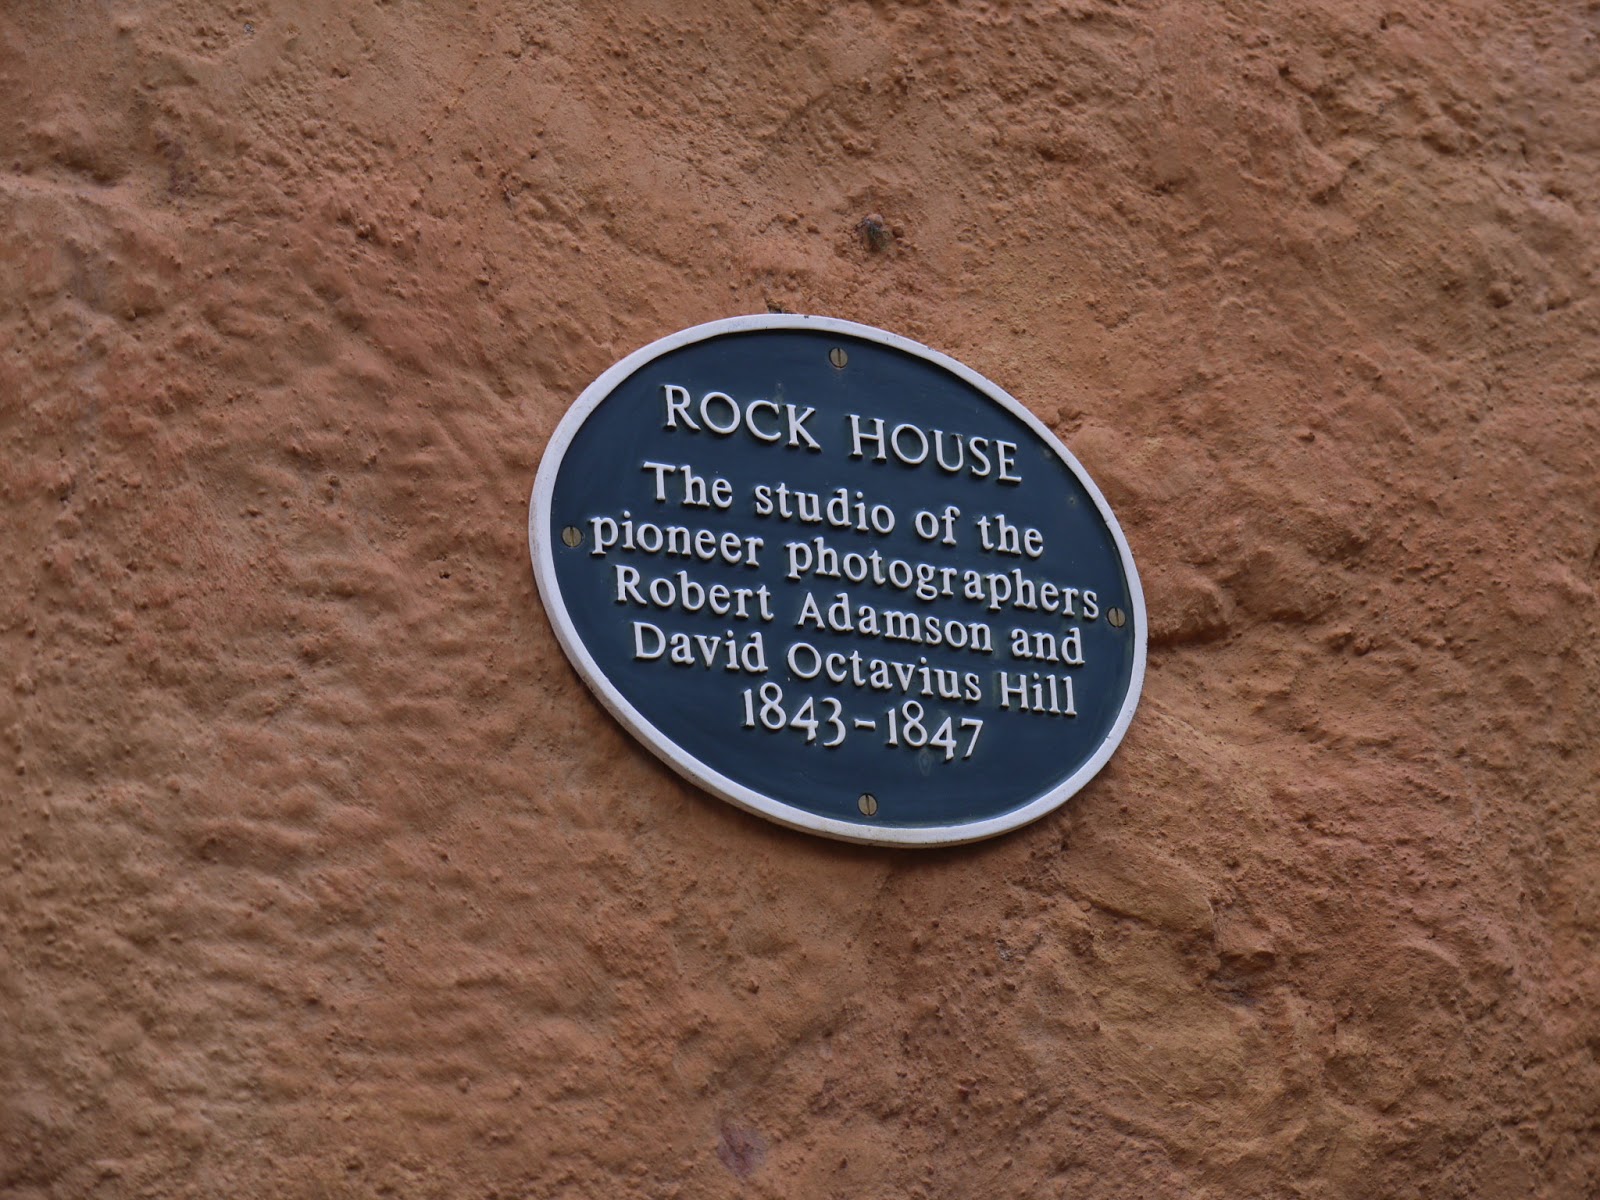 ROCK HOUSE
The studio of the
pioneer photographers
Robert Adamson and
David Octavius Hill
1843-1847